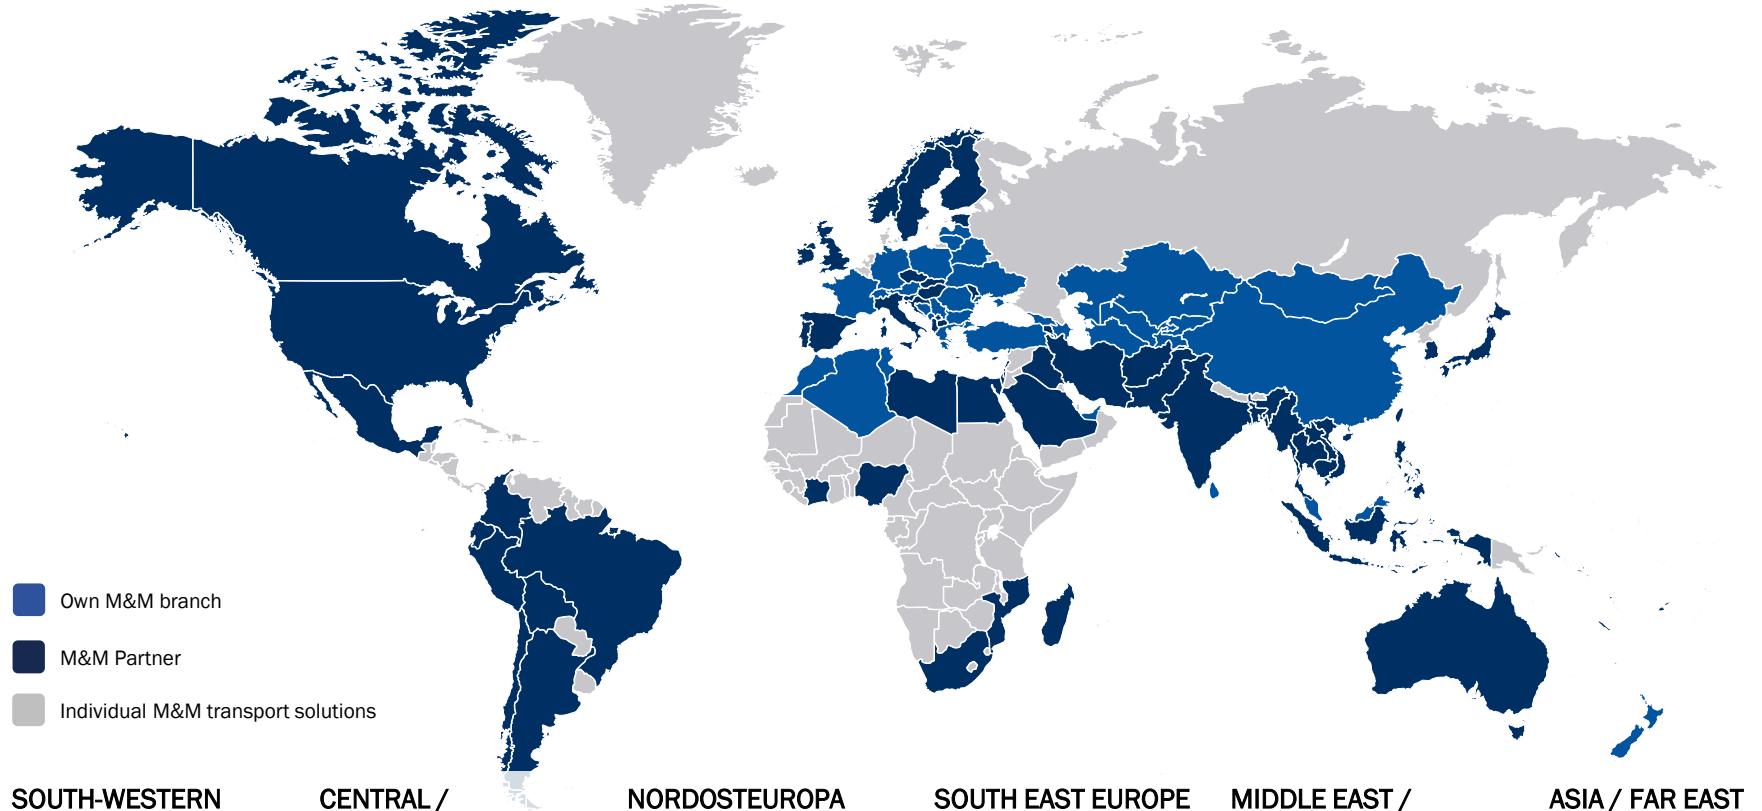 Own M&M branch
M&M Partner
Individual M&M transport solutions
SOUTH-WESTERN CENTRAL / NORDOSTEUROPA SOUTH EAST EUROPE MIDDLE EAST / ASIA / FAR EAST